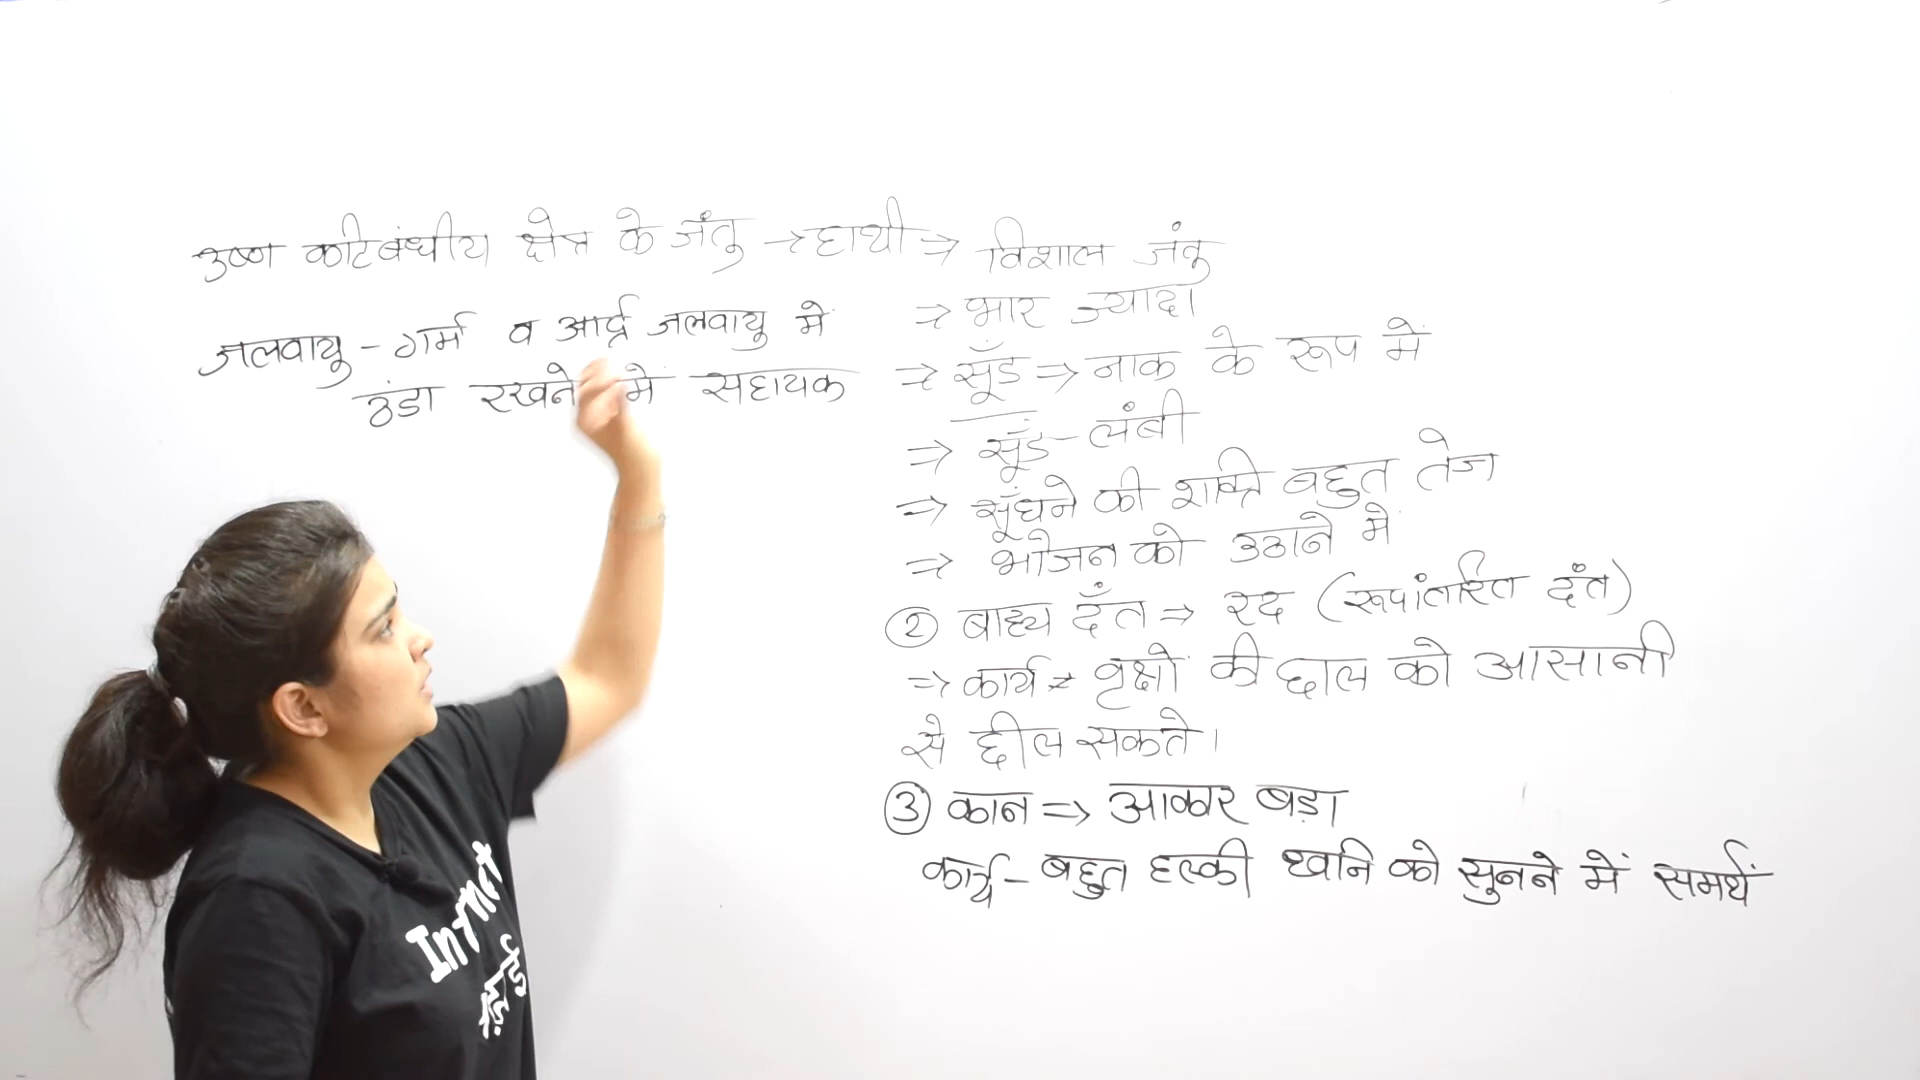 उष्ण कटिबंधीय क्षेत्र के जंतु → हाथी → विशाल जंतु
⇒ भार ज्यादा
जलवायु - गर्म व आर्द्र जलवायु में
ठंडा रखने में सहायक
⇒ सूँड ⇒ नाक के रूप में
⇒ सूँड - लंबी
⇒ सूँघने की शक्ति बहुत तेज
⇒ भोजन को उठाने में
② बाह्य दँत ⇒ रद (रूपांतरित दँत)
⇒ कार्य = वृक्षों की छाल को आसानी
से छील सकते।
③ कान ⇒ आकार बड़ा
कार्य - बहुत हल्की ध्वनि को सुनने में समर्थ